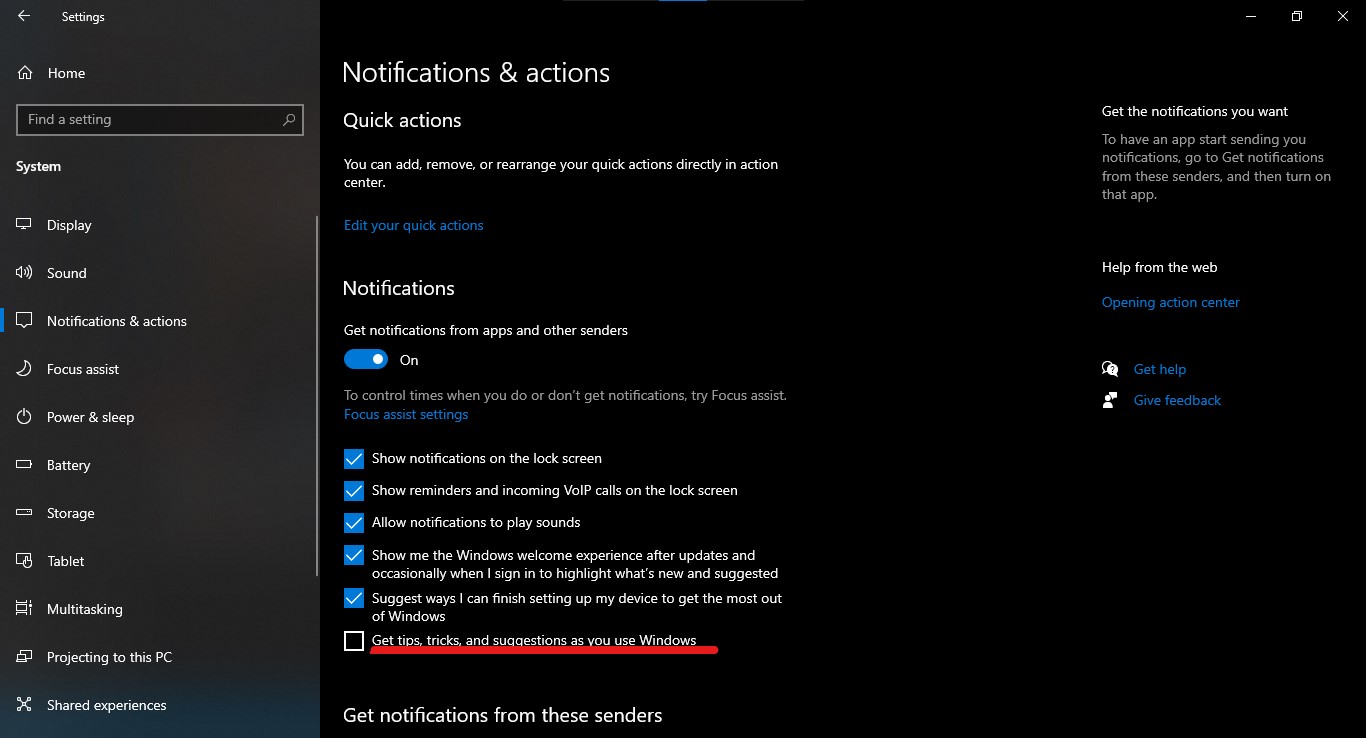 Settings
Home
Find a setting
System
Display
Sound
Notifications & actions
Focus assist
Power & sleep
Battery
Storage
Tablet
Multitasking
Projecting to this PC
Shared experiences
Notifications & actions
Quick actions
You can add, remove, or rearrange your quick actions directly in action
center.
Edit your quick actions
Notifications
Get notifications from apps and other senders
On
To control times when you do or don't get notifications, try Focus assist.
Focus assist settings
Show notifications on the lock screen
Show reminders and incoming VoIP calls on the lock screen
Allow notifications to play sounds
Show me the Windows welcome experience after updates and
occasionally when I sign in to highlight what's new and suggested
Suggest ways I can finish setting up my device to get the most out
of Windows
Get tips, tricks, and suggestions as you use Windows
Get notifications from these senders
Get the notifications you want
To have an app start sending you
notifications, go to Get notifications
from these senders, and then turn on
that app.
Help from the web
Opening action center
Get help
Give feedback